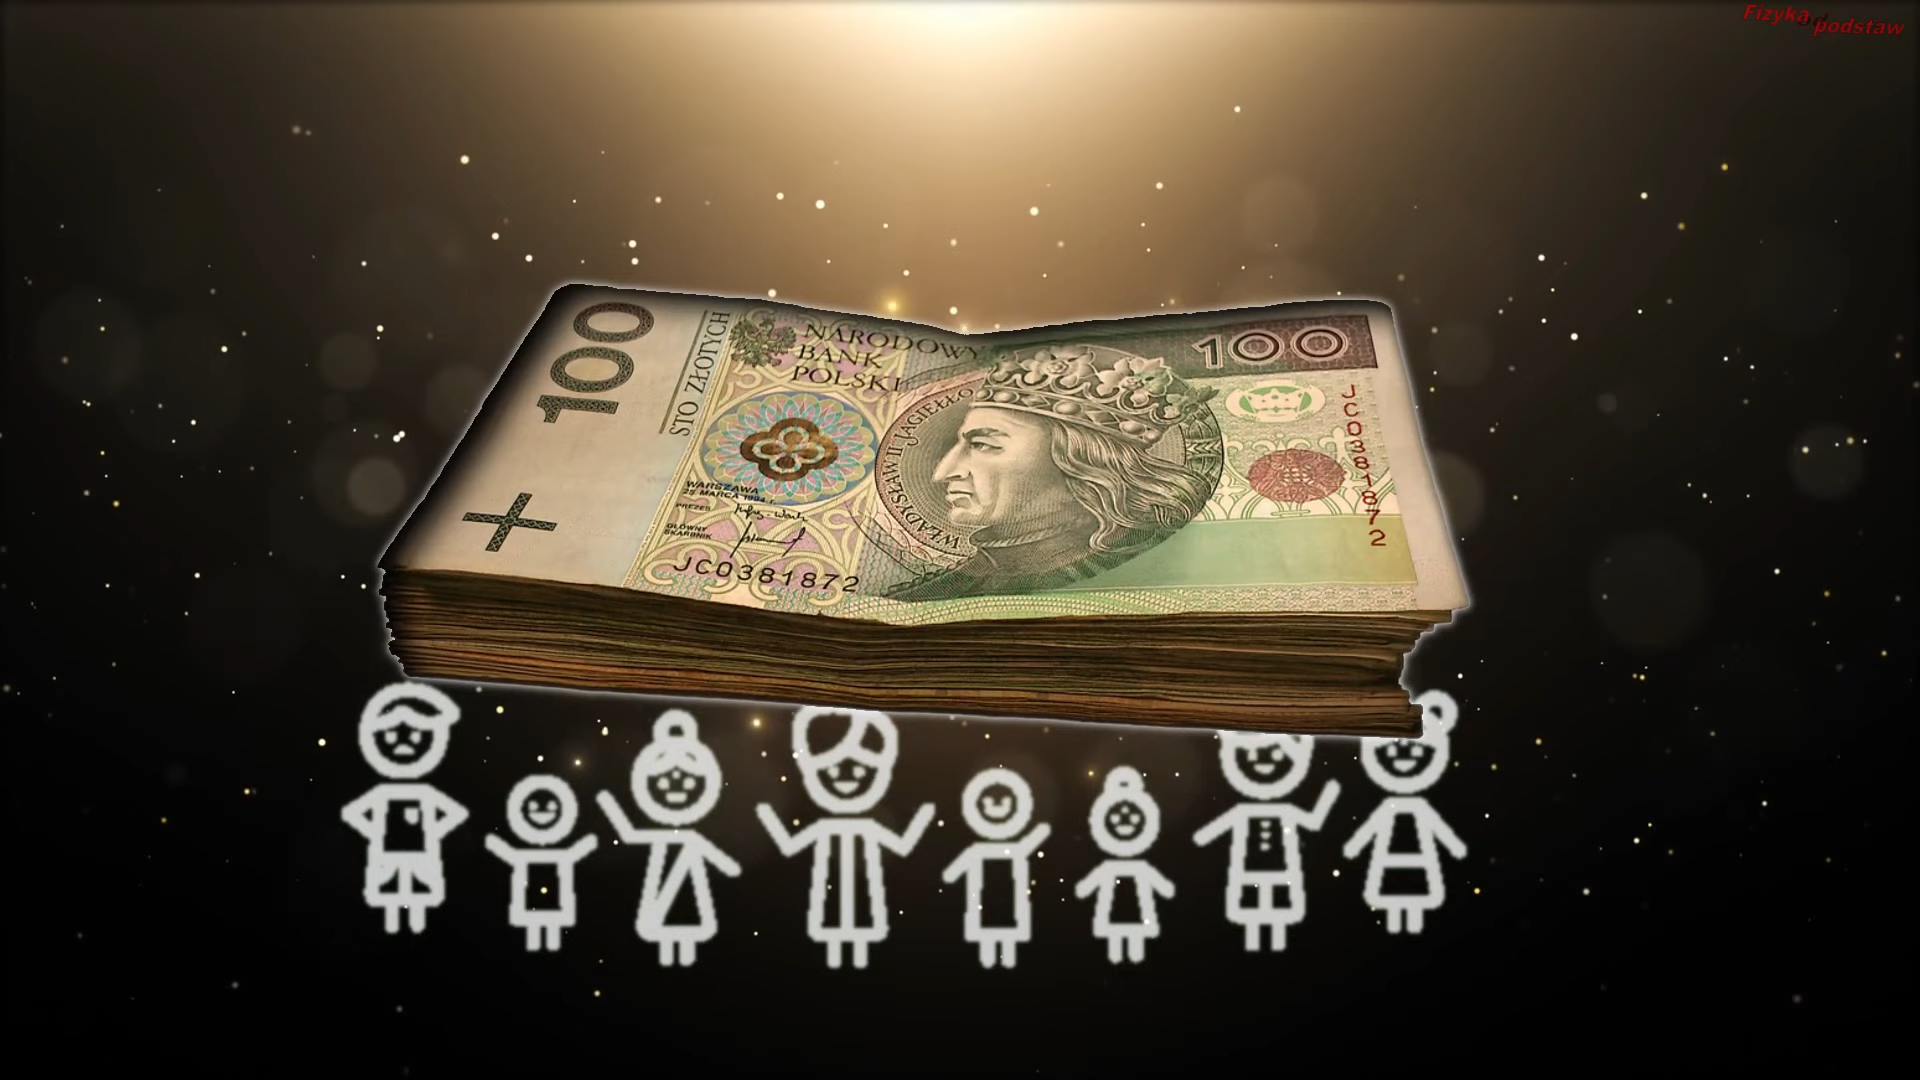 Fizyka od podstaw
100
STO ZŁOTYCH
NARODOWY
BANK
POLSKI
100
WŁADYSŁAW II JAGIEŁŁO
JC0381872
WARSZAWA
25 MARCA 1994 r.
PREZES
GŁÓWNY
SKARBNIK
JC0381872